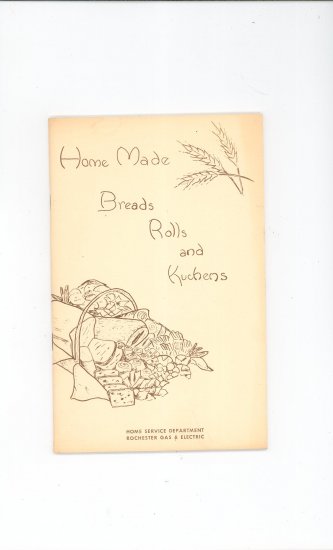 Home Made
Breads
Rolls
and
Kuchens
HOME SERVICE DEPARTMENT
ROCHESTER GAS & ELECTRIC